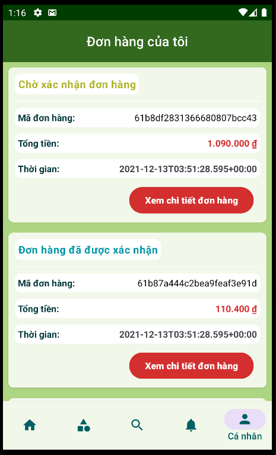 1:16
Đơn hàng của tôi
Chờ xác nhận đơn hàng
Mã đơn hàng: 61b8df2831366680807bcc43
Tổng tiền: 1.090.000 ₫
Thời gian: 2021-12-13T03:51:28.595+00:00
Xem chi tiết đơn hàng
Đơn hàng đã được xác nhận
Mã đơn hàng: 61b87a444c2bea9feaf3e91d
Tổng tiền: 110.400 ₫
Thời gian: 2021-12-13T03:51:28.595+00:00
Xem chi tiết đơn hàng
Cá nhân